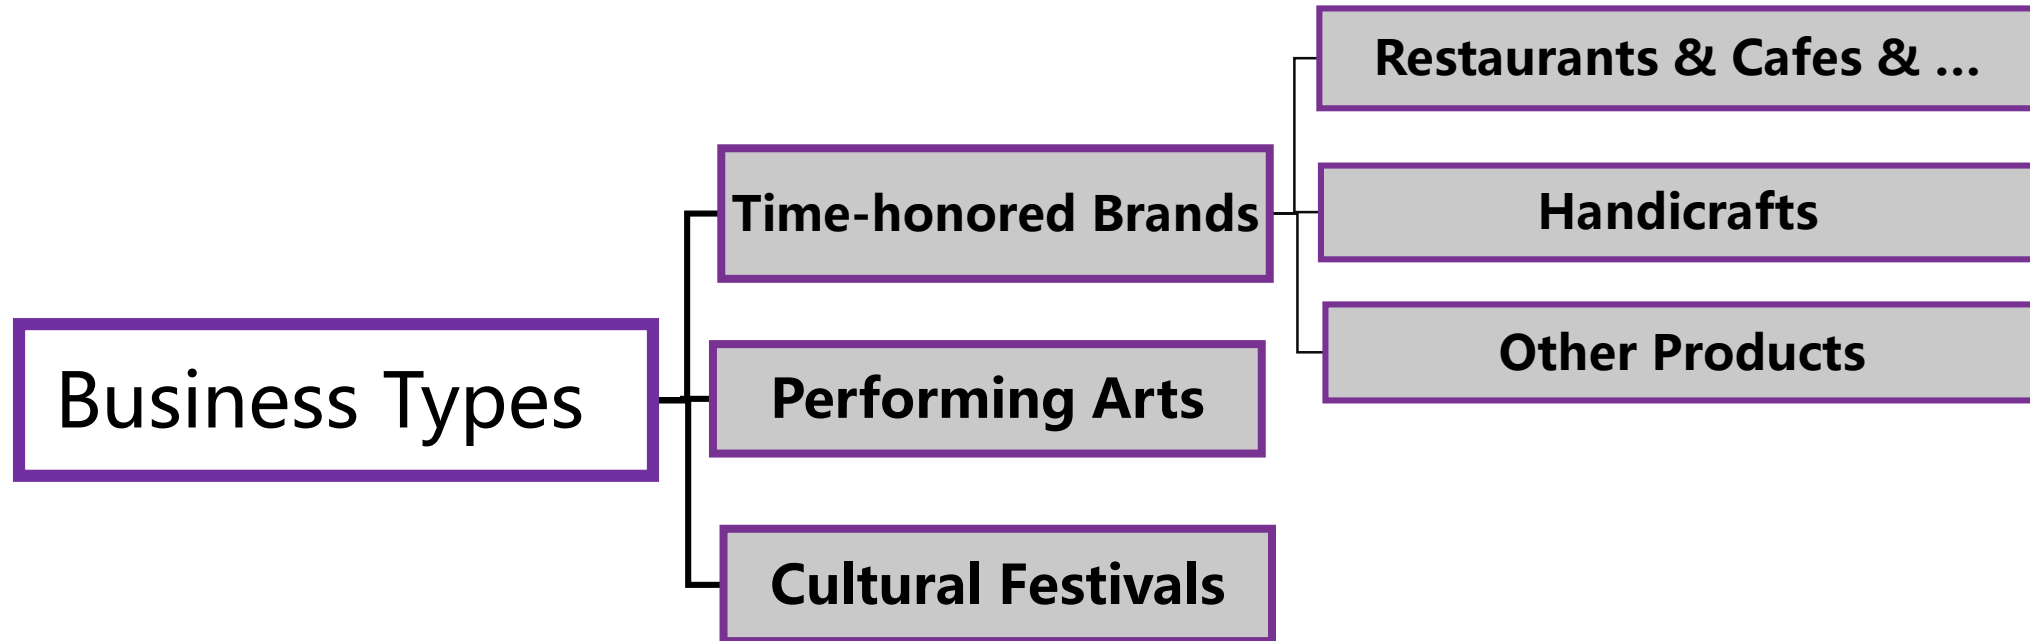 Business Types
Time-honored Brands
Restaurants & Cafes & ...
Handicrafts
Other Products
Performing Arts
Cultural Festivals